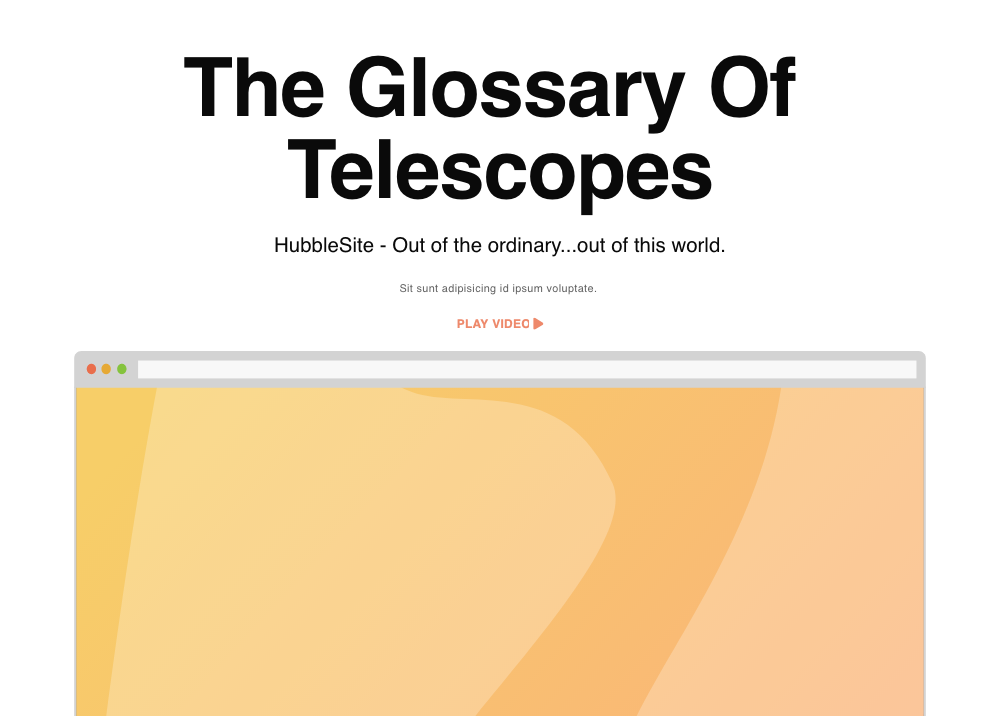 The Glossary Of
Telescopes
HubbleSite - Out of the ordinary...out of this world.
Sit sunt adipisicing id ipsum voluptate.
PLAY VIDEO